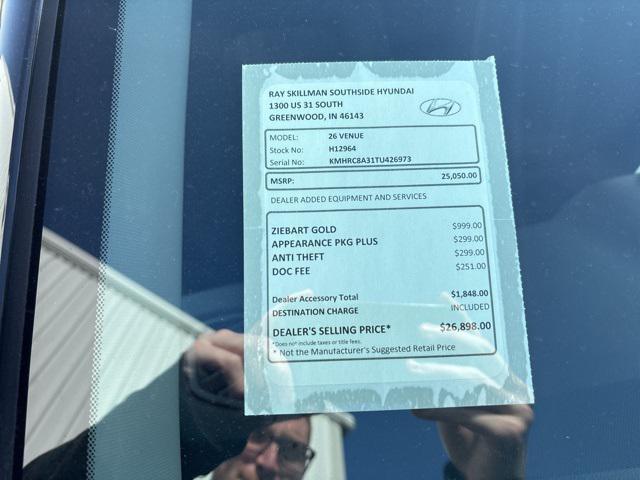 RAY SKILLMAN SOUTHSIDE HYUNDAI
1300 US 31 SOUTH
GREENWOOD, IN 46143
MODEL: 26 VENUE
Stock No: H12964
Serial No: KMHRC8A31TU426973
MSRP: 25,050.00
DEALER ADDED EQUIPMENT AND SERVICES
ZIEBART GOLD $999.00
APPEARANCE PKG PLUS $299.00
ANTI THEFT $299.00
DOC FEE $251.00
Dealer Accessory Total $1,848.00
DESTINATION CHARGE INCLUDED
DEALER'S SELLING PRICE* $26,898.00
*Does not include taxes or title fees.
* Not the Manufacturer's Suggested Retail Price